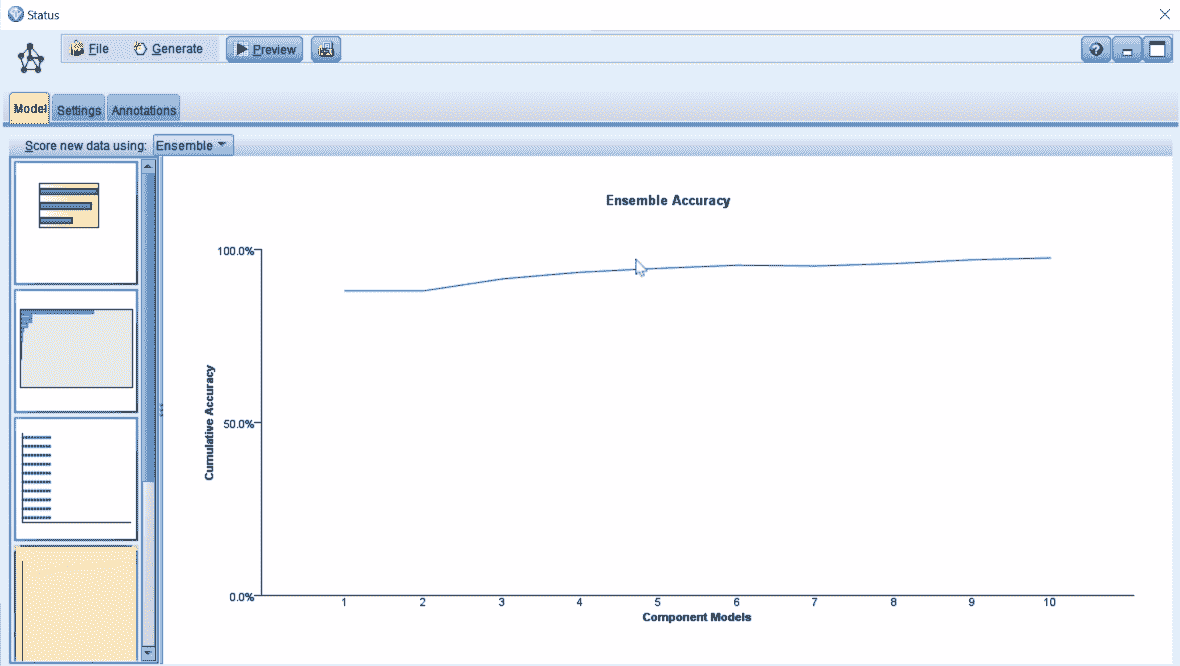 Status
File Generate Preview
Model Settings Annotations
Score new data using: Ensemble
Ensemble Accuracy
100.0%
50.0%
0.0%
Cumulative Accuracy
1 2 3 4 5 6 7 8 9 10
Component Models